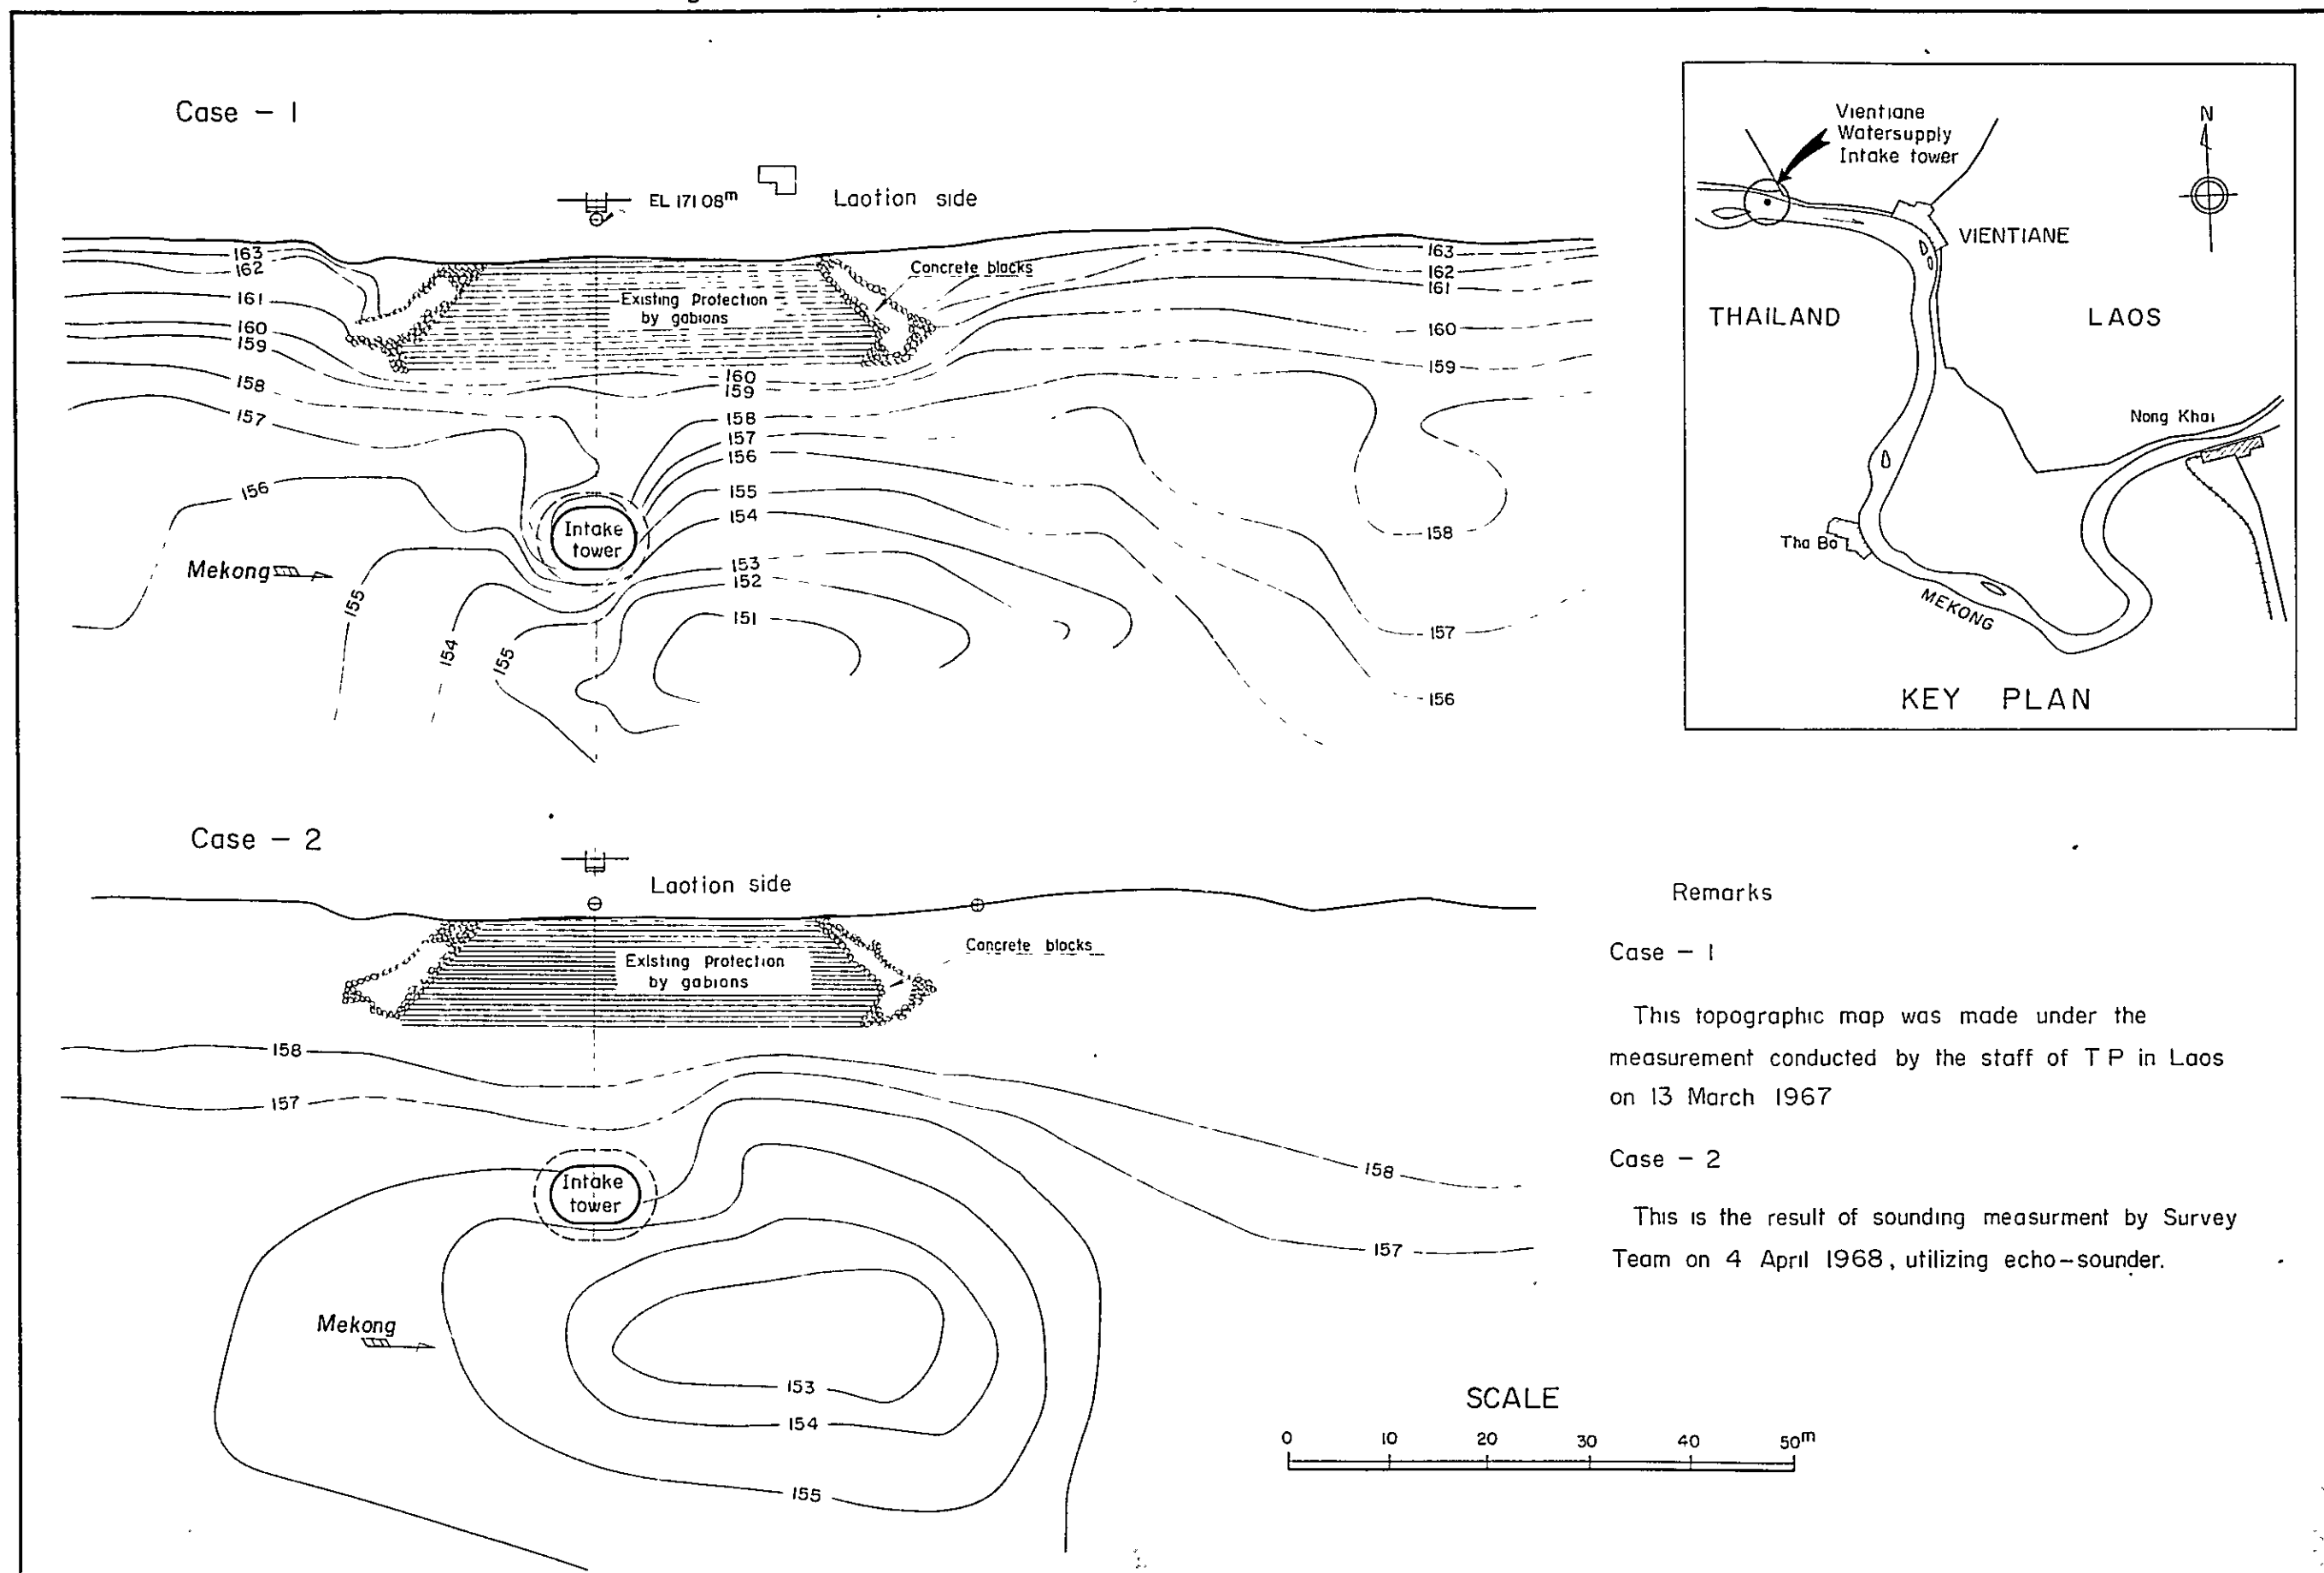 Case – 1
EL 171 08m
Laotion side
163
162
161
160
159
158
157
156
155
154
155
Existing Protection
by gabions
Concrete blocks
160
159
158
157
156
155
154
153
152
151
163
162
161
160
159
158
157
156
Intake
tower
Mekong
Vientiane
Watersupply
Intake tower
N
VIENTIANE
THAILAND
LAOS
Nong Khai
Tha Bo
MEKONG
KEY PLAN
Case – 2
Laotion side
Existing Protection
by gabions
Concrete blocks
158
157
Intake
tower
Mekong
158
157
153
154
155
Remarks
Case – 1
This topographic map was made under the
measurement conducted by the staff of T P in Laos
on 13 March 1967
Case – 2
This is the result of sounding measurment by Survey
Team on 4 April 1968, utilizing echo-sounder.
SCALE
0 10 20 30 40 50m